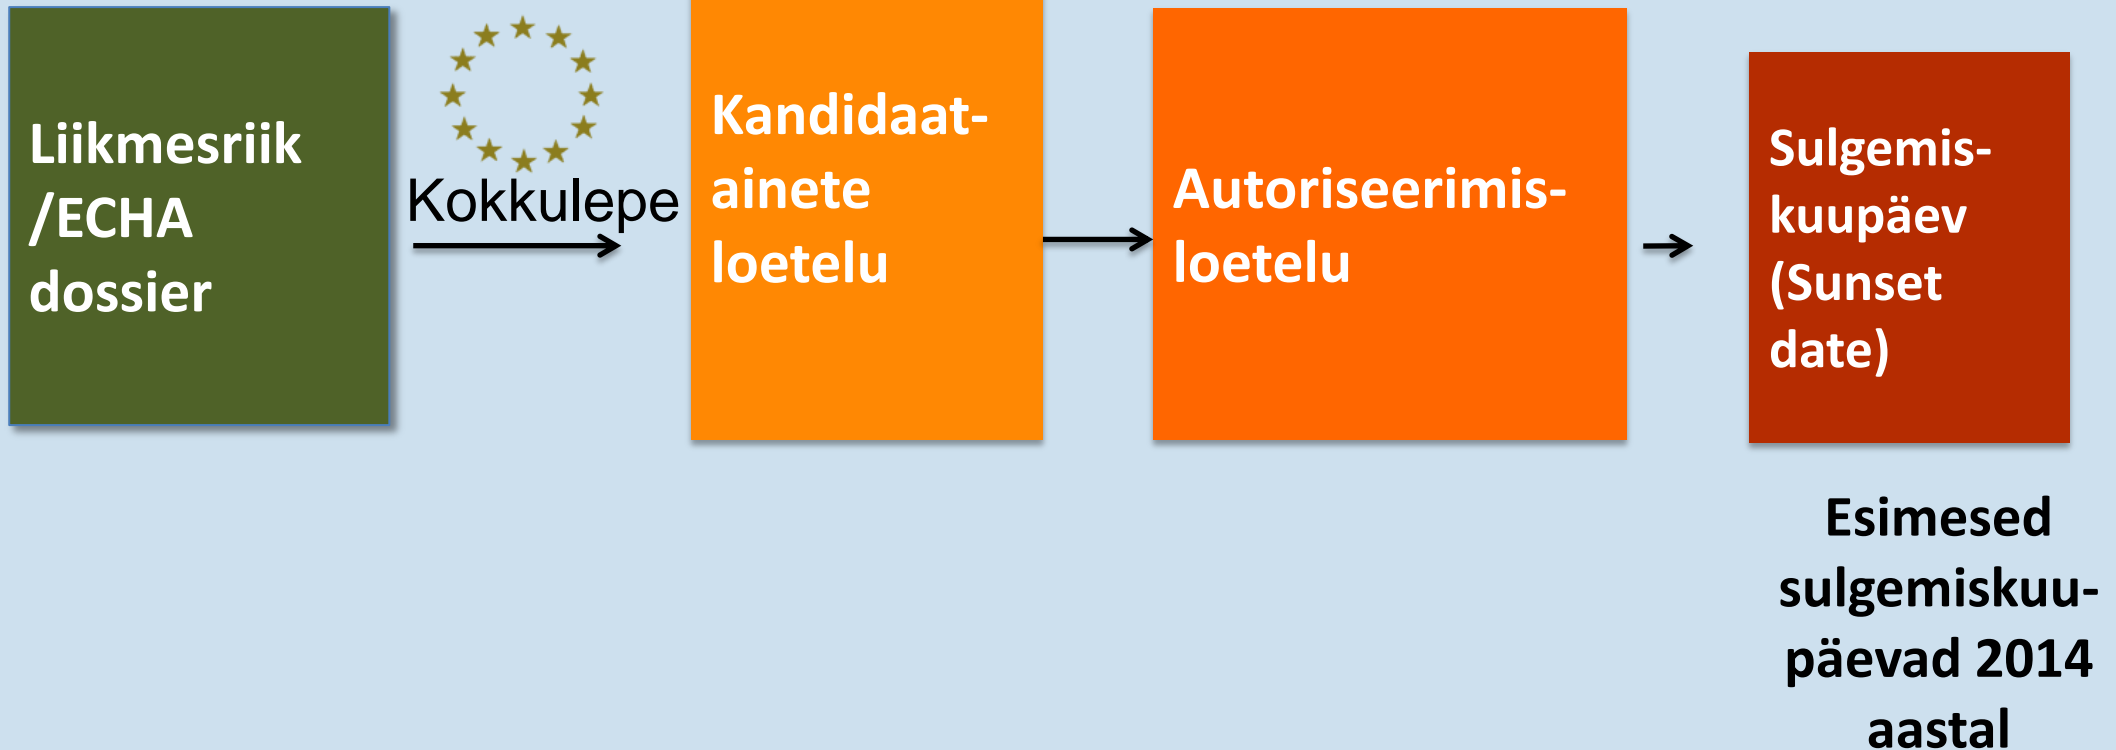 Liikmesriik
/ECHA
dossier
Kokkulepe
Kandidaat-
ainete
loetelu
Autoriseerimis-
loetelu
Sulgemis-
kuupäev
(Sunset
date)
Esimesed
sulgemiskuu-
päevad 2014
aastal